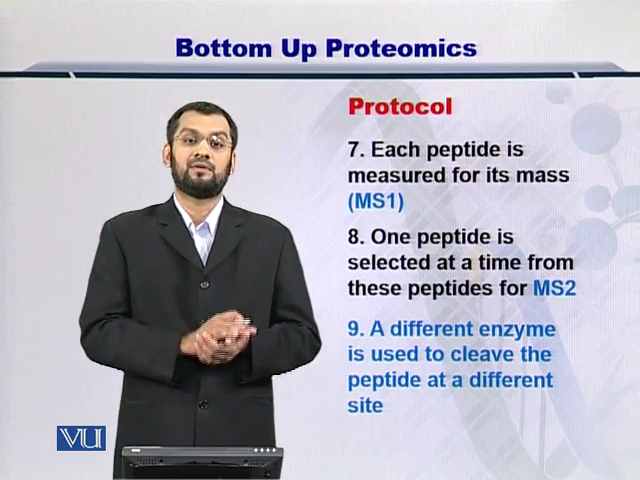 Bottom Up Proteomics
Protocol
7. Each peptide is
measured for its mass
(MS1)
8. One peptide is
selected at a time from
these peptides for MS2
9. A different enzyme
is used to cleave the
peptide at a different
site
VU